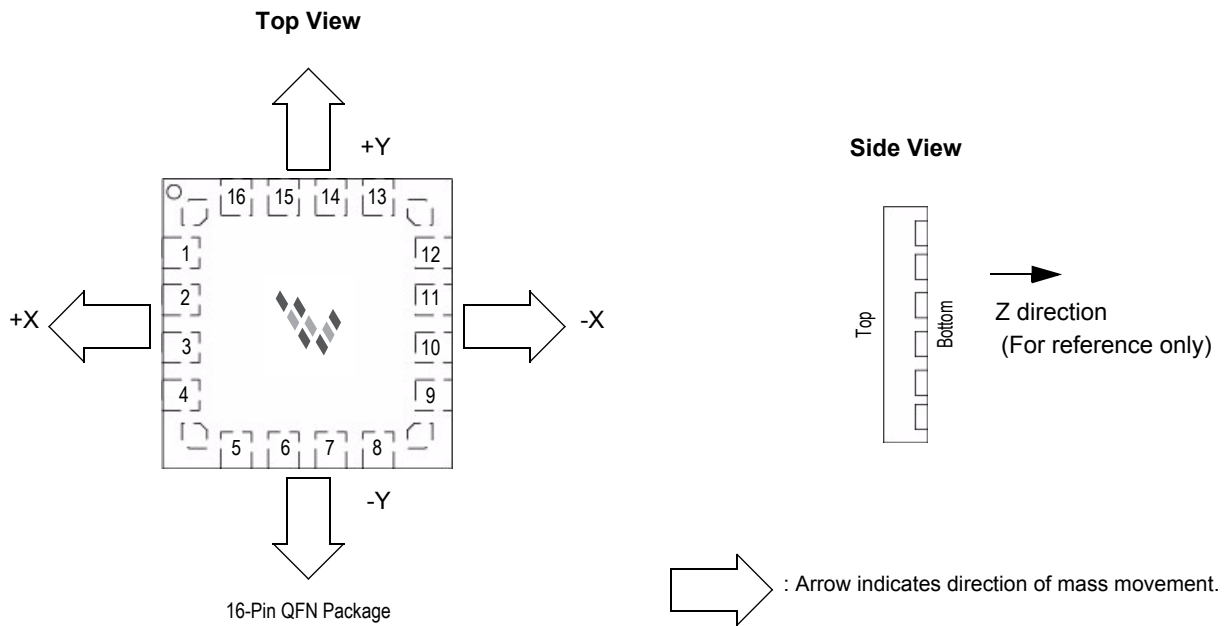 Top View
+Y
16 15 14 13
1
2
3
4
12
11
10
9
5 6 7 8
+X
-X
-Y
16-Pin QFN Package
Side View
Top
Bottom
Z direction
(For reference only)
: Arrow indicates direction of mass movement.